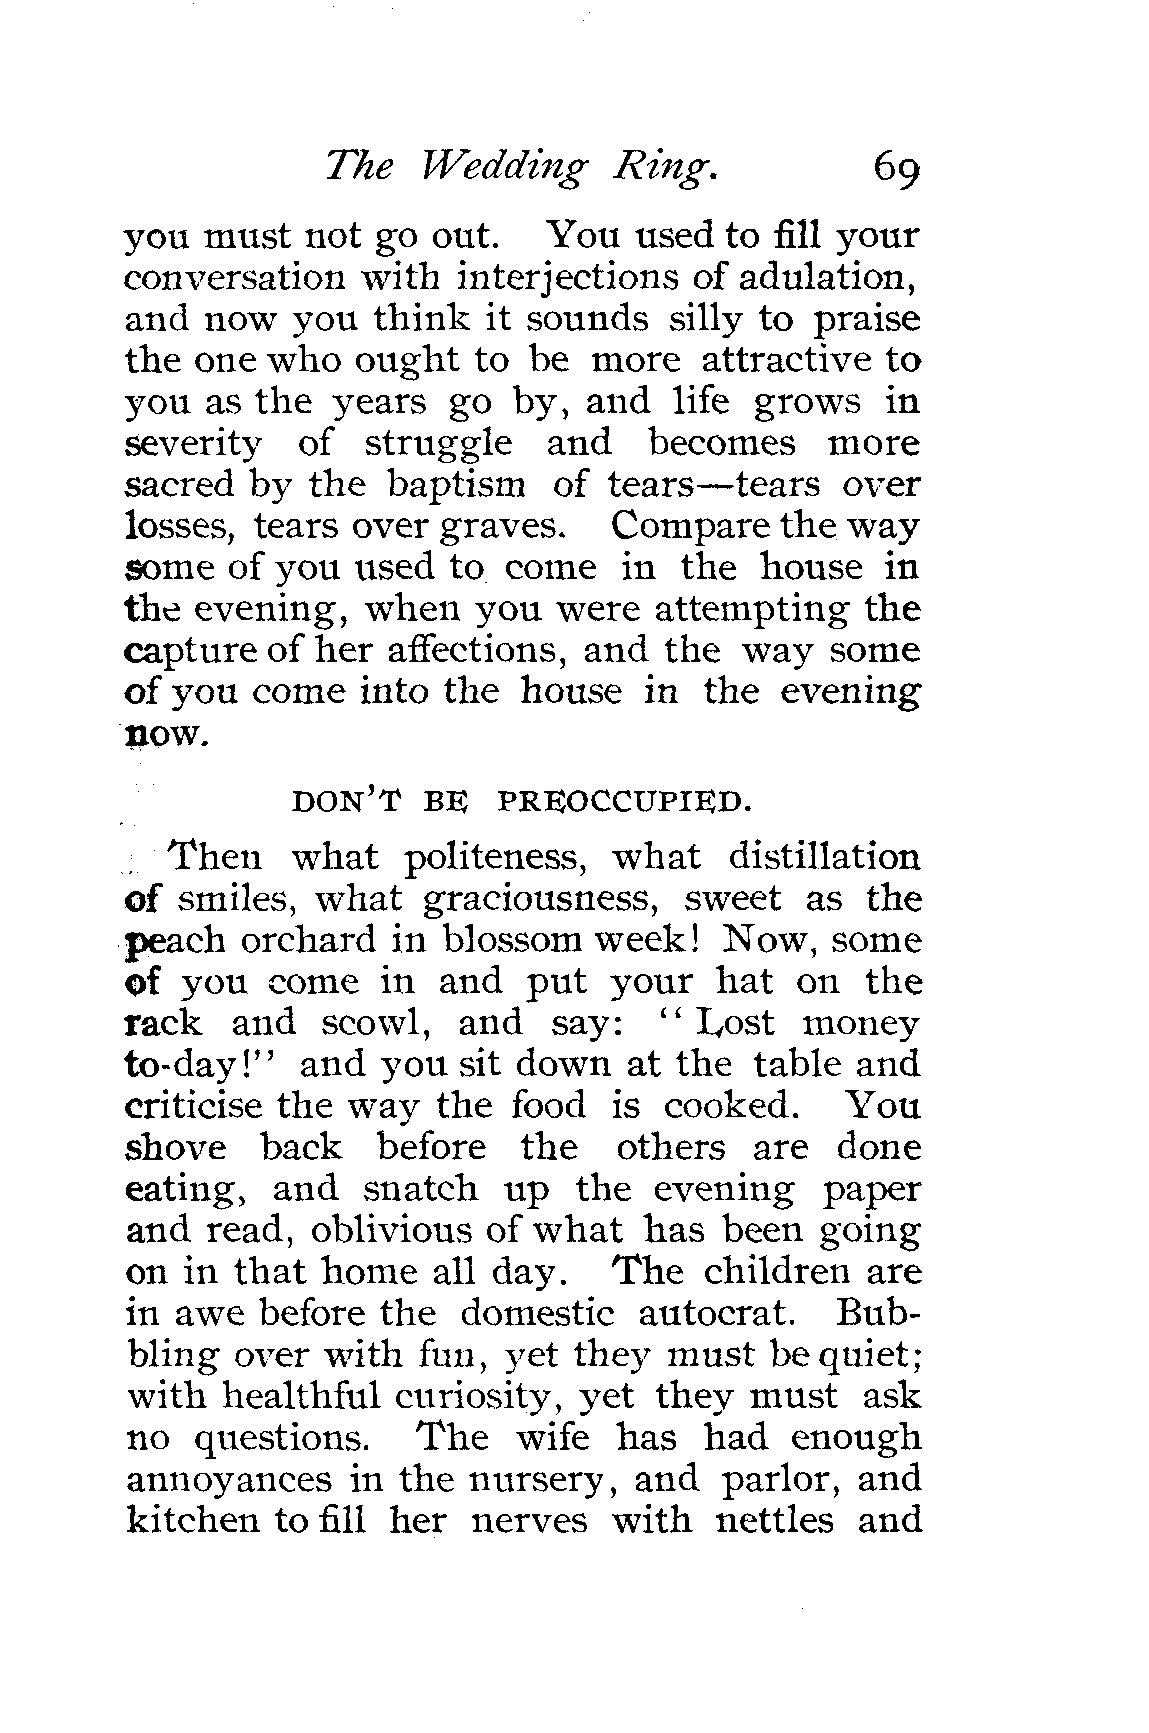 The Wedding Ring. 69
you must not go out. You used to fill your
conversation with interjections of adulation,
and now you think it sounds silly to praise
the one who ought to be more attractive to
you as the years go by, and life grows in
severity of struggle and becomes more
sacred by the baptism of tears—tears over
losses, tears over graves. Compare the way
some of you used to come in the house in
the evening, when you were attempting the
capture of her affections, and the way some
of you come into the house in the evening
now.
DON'T BE PREOCCUPIED.
Then what politeness, what distillation
of smiles, what graciousness, sweet as the
peach orchard in blossom week! Now, some
of you come in and put your hat on the
rack and scowl, and say: “Lost money
to-day!” and you sit down at the table and
criticise the way the food is cooked. You
shove back before the others are done
eating, and snatch up the evening paper
and read, oblivious of what has been going
on in that home all day. The children are
in awe before the domestic autocrat. Bub-
bling over with fun, yet they must be quiet;
with healthful curiosity, yet they must ask
no questions. The wife has had enough
annoyances in the nursery, and parlor, and
kitchen to fill her nerves with nettles and